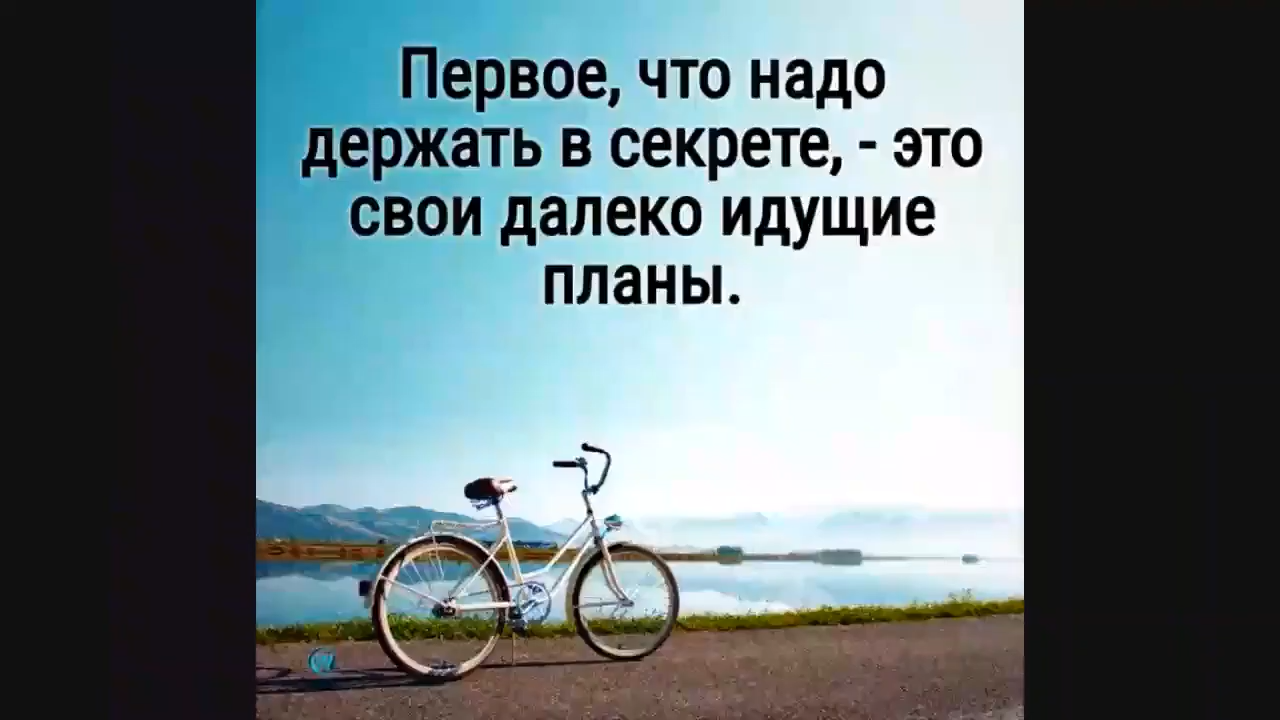 Первое, что надо
держать в секрете, - это
свои далеко идущие
планы.